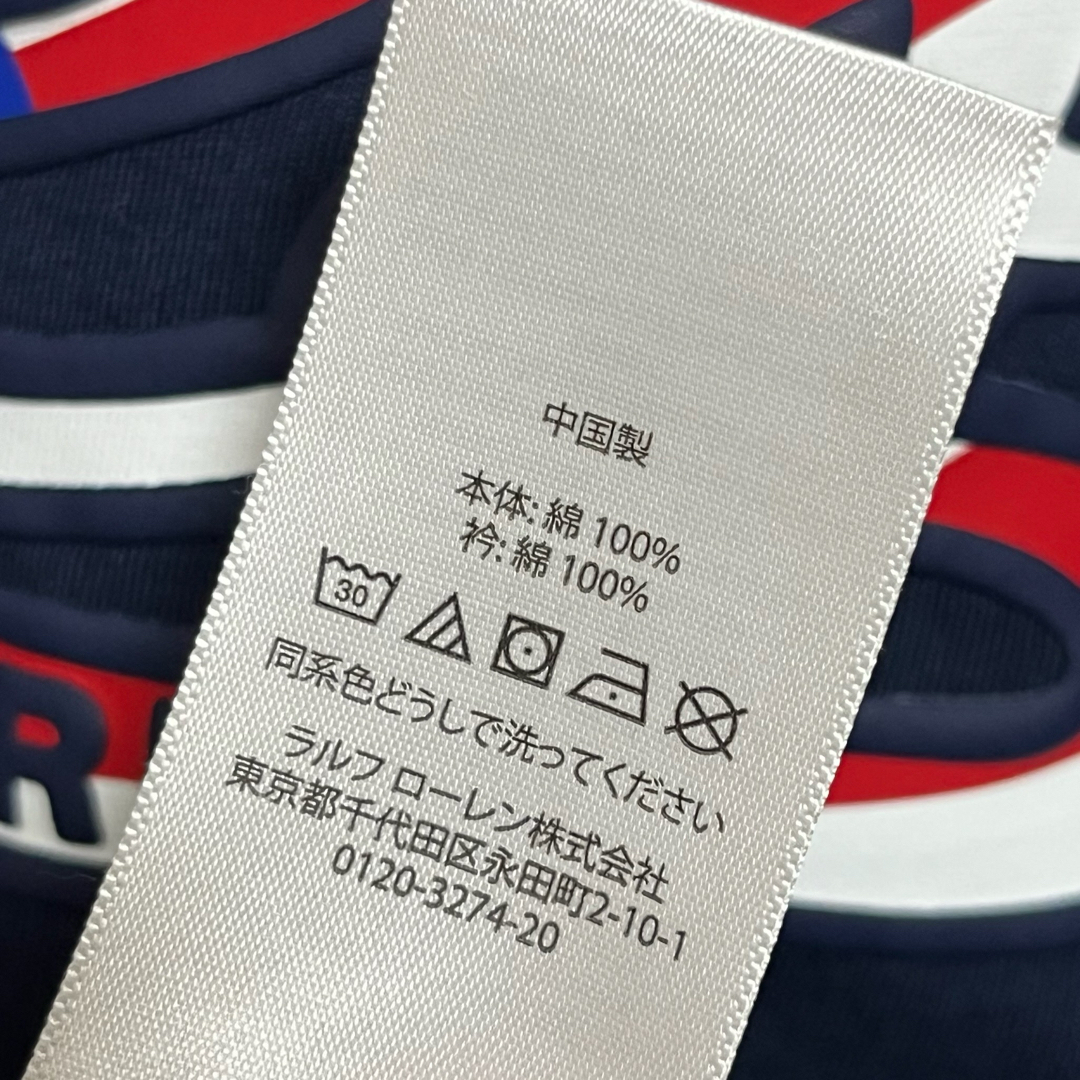 中国製
本体: 綿 100%
衿: 綿 100%
30
同系色どうしで洗ってください
ラルフ ローレン株式会社
東京都千代田区永田町2-10-1
0120-3274-20
R